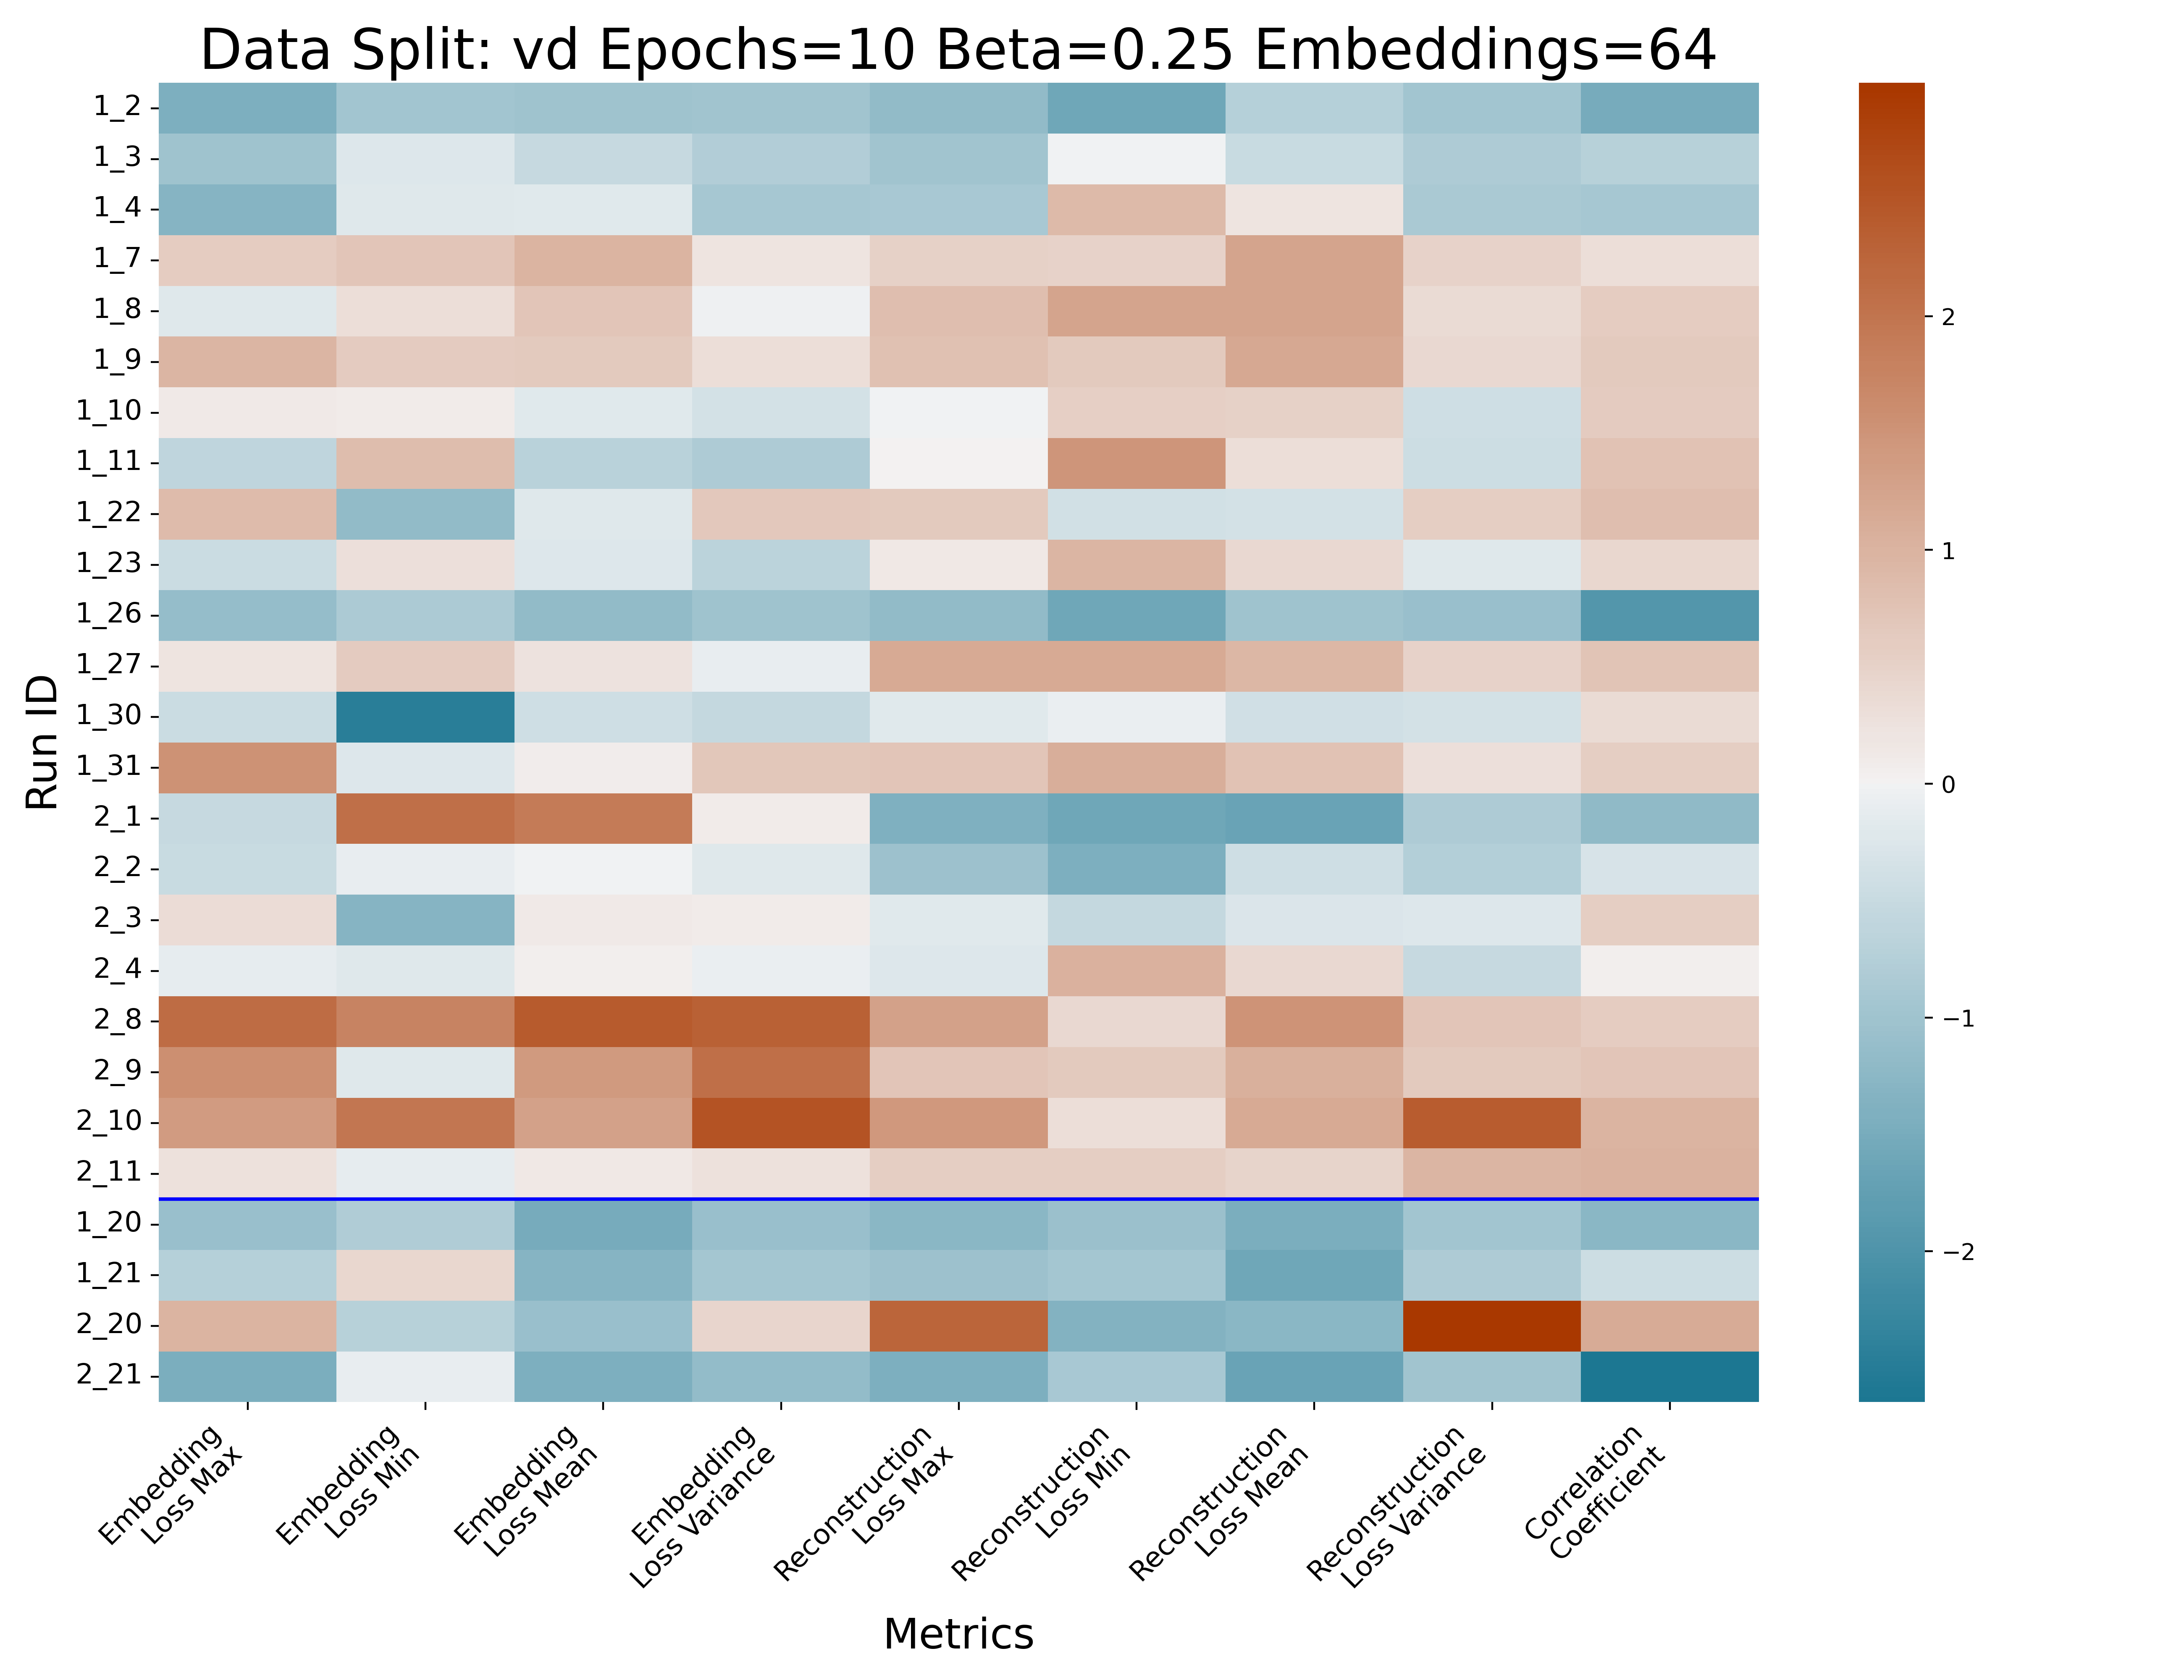 Data Split: vd Epochs=10 Beta=0.25 Embeddings=64
Run ID
1_2
1_3
1_4
1_7
1_8
1_9
1_10
1_11
1_22
1_23
1_26
1_27
1_30
1_31
2_1
2_2
2_3
2_4
2_8
2_9
2_10
2_11
1_20
1_21
2_20
2_21
Embedding
Loss Max
Embedding
Loss Min
Embedding
Loss Mean
Embedding
Loss Variance
Reconstruction
Loss Max
Reconstruction
Loss Min
Reconstruction
Loss Mean
Reconstruction
Loss Variance
Correlation
Coefficient
Metrics
2
1
0
−1
−2